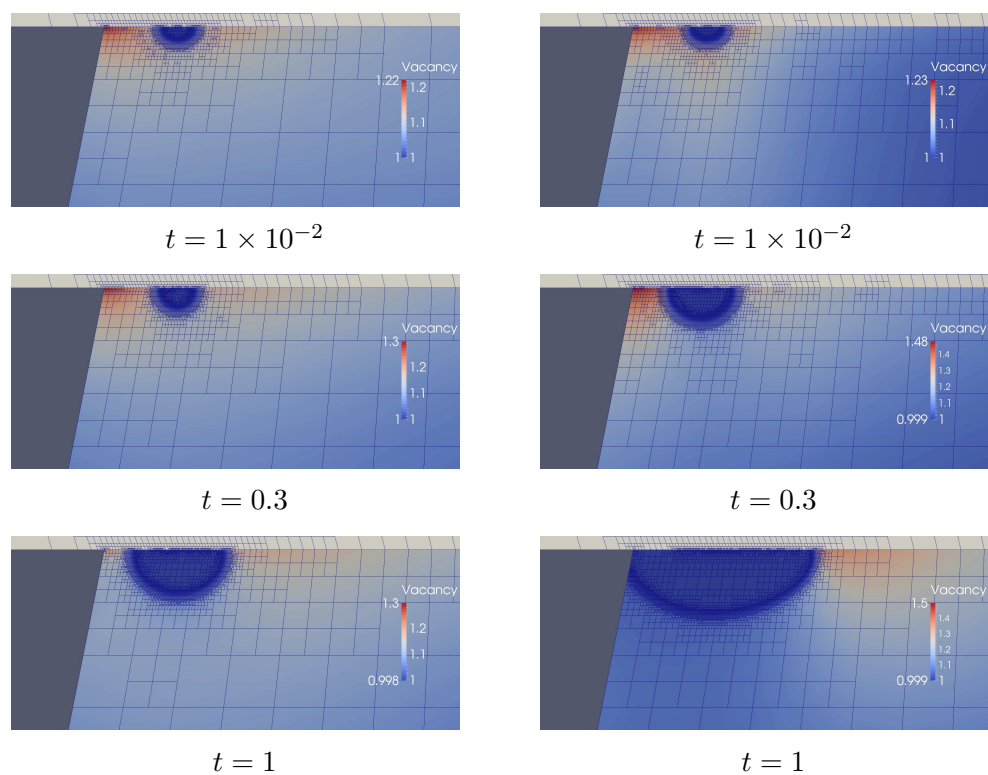 Vacancy
1.22
1.2
1.1
1
1
t = 1 × 10⁻²
Vacancy
1.23
1.2
1.1
1
1
t = 1 × 10⁻²
Vacancy
1.3
1.2
1.1
1
1
t = 0.3
Vacancy
1.48
1.4
1.3
1.2
1.1
0.999
1
t = 0.3
Vacancy
1.3
1.2
1.1
0.998
1
t = 1
Vacancy
1.5
1.4
1.3
1.2
1.1
0.999
1
t = 1